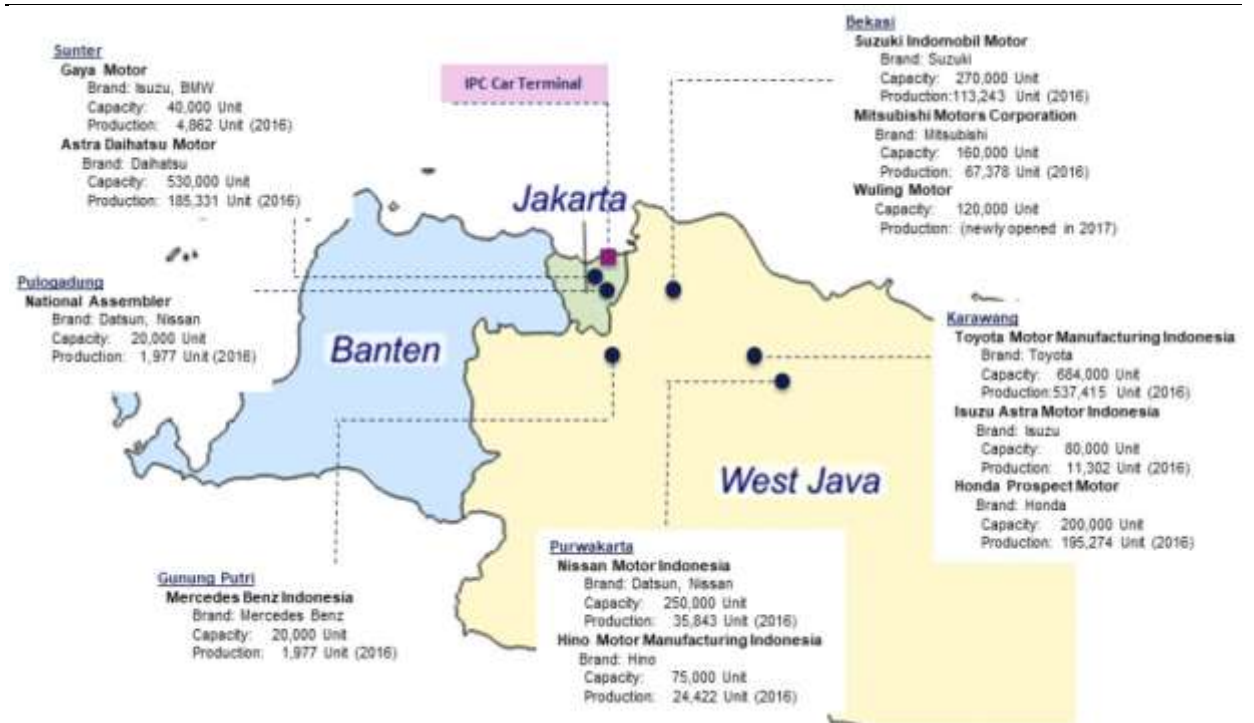 Sunter
Gaya Motor
Brand: Isuzu, BMW
Capacity: 40,000 Unit
Production: 4,862 Unit (2016)
Astra Daihatsu Motor
Brand: Daihatsu
Capacity: 530,000 Unit
Production: 185,331 Unit (2016)
IPC Car Terminal
Bekasi
Suzuki Indomobil Motor
Brand: Suzuki
Capacity: 270,000 Unit
Production:113,243 Unit (2016)
Mitsubishi Motors Corporation
Brand: Mitsubishi
Capacity: 160,000 Unit
Production: 67,378 Unit (2016)
Wuling Motor
Capacity: 120,000 Unit
Production: (newly opened in 2017)
Jakarta
Pulogadung
National Assembler
Brand: Datsun, Nissan
Capacity: 20,000 Unit
Production: 1,977 Unit (2016)
Banten
Karawang
Toyota Motor Manufacturing Indonesia
Brand: Toyota
Capacity: 684,000 Unit
Production:537,415 Unit (2016)
Isuzu Astra Motor Indonesia
Brand: Isuzu
Capacity: 80,000 Unit
Production: 11,302 Unit (2016)
Honda Prospect Motor
Brand: Honda
Capacity: 200,000 Unit
Production: 195,274 Unit (2016)
West Java
Gunung Putri
Mercedes Benz Indonesia
Brand: Mercedes Benz
Capacity: 20,000 Unit
Production: 1,977 Unit (2016)
Purwakarta
Nissan Motor Indonesia
Brand: Datsun, Nissan
Capacity: 250,000 Unit
Production: 35,843 Unit (2016)
Hino Motor Manufacturing Indonesia
Brand: Hino
Capacity: 75,000 Unit
Production: 24,422 Unit (2016)